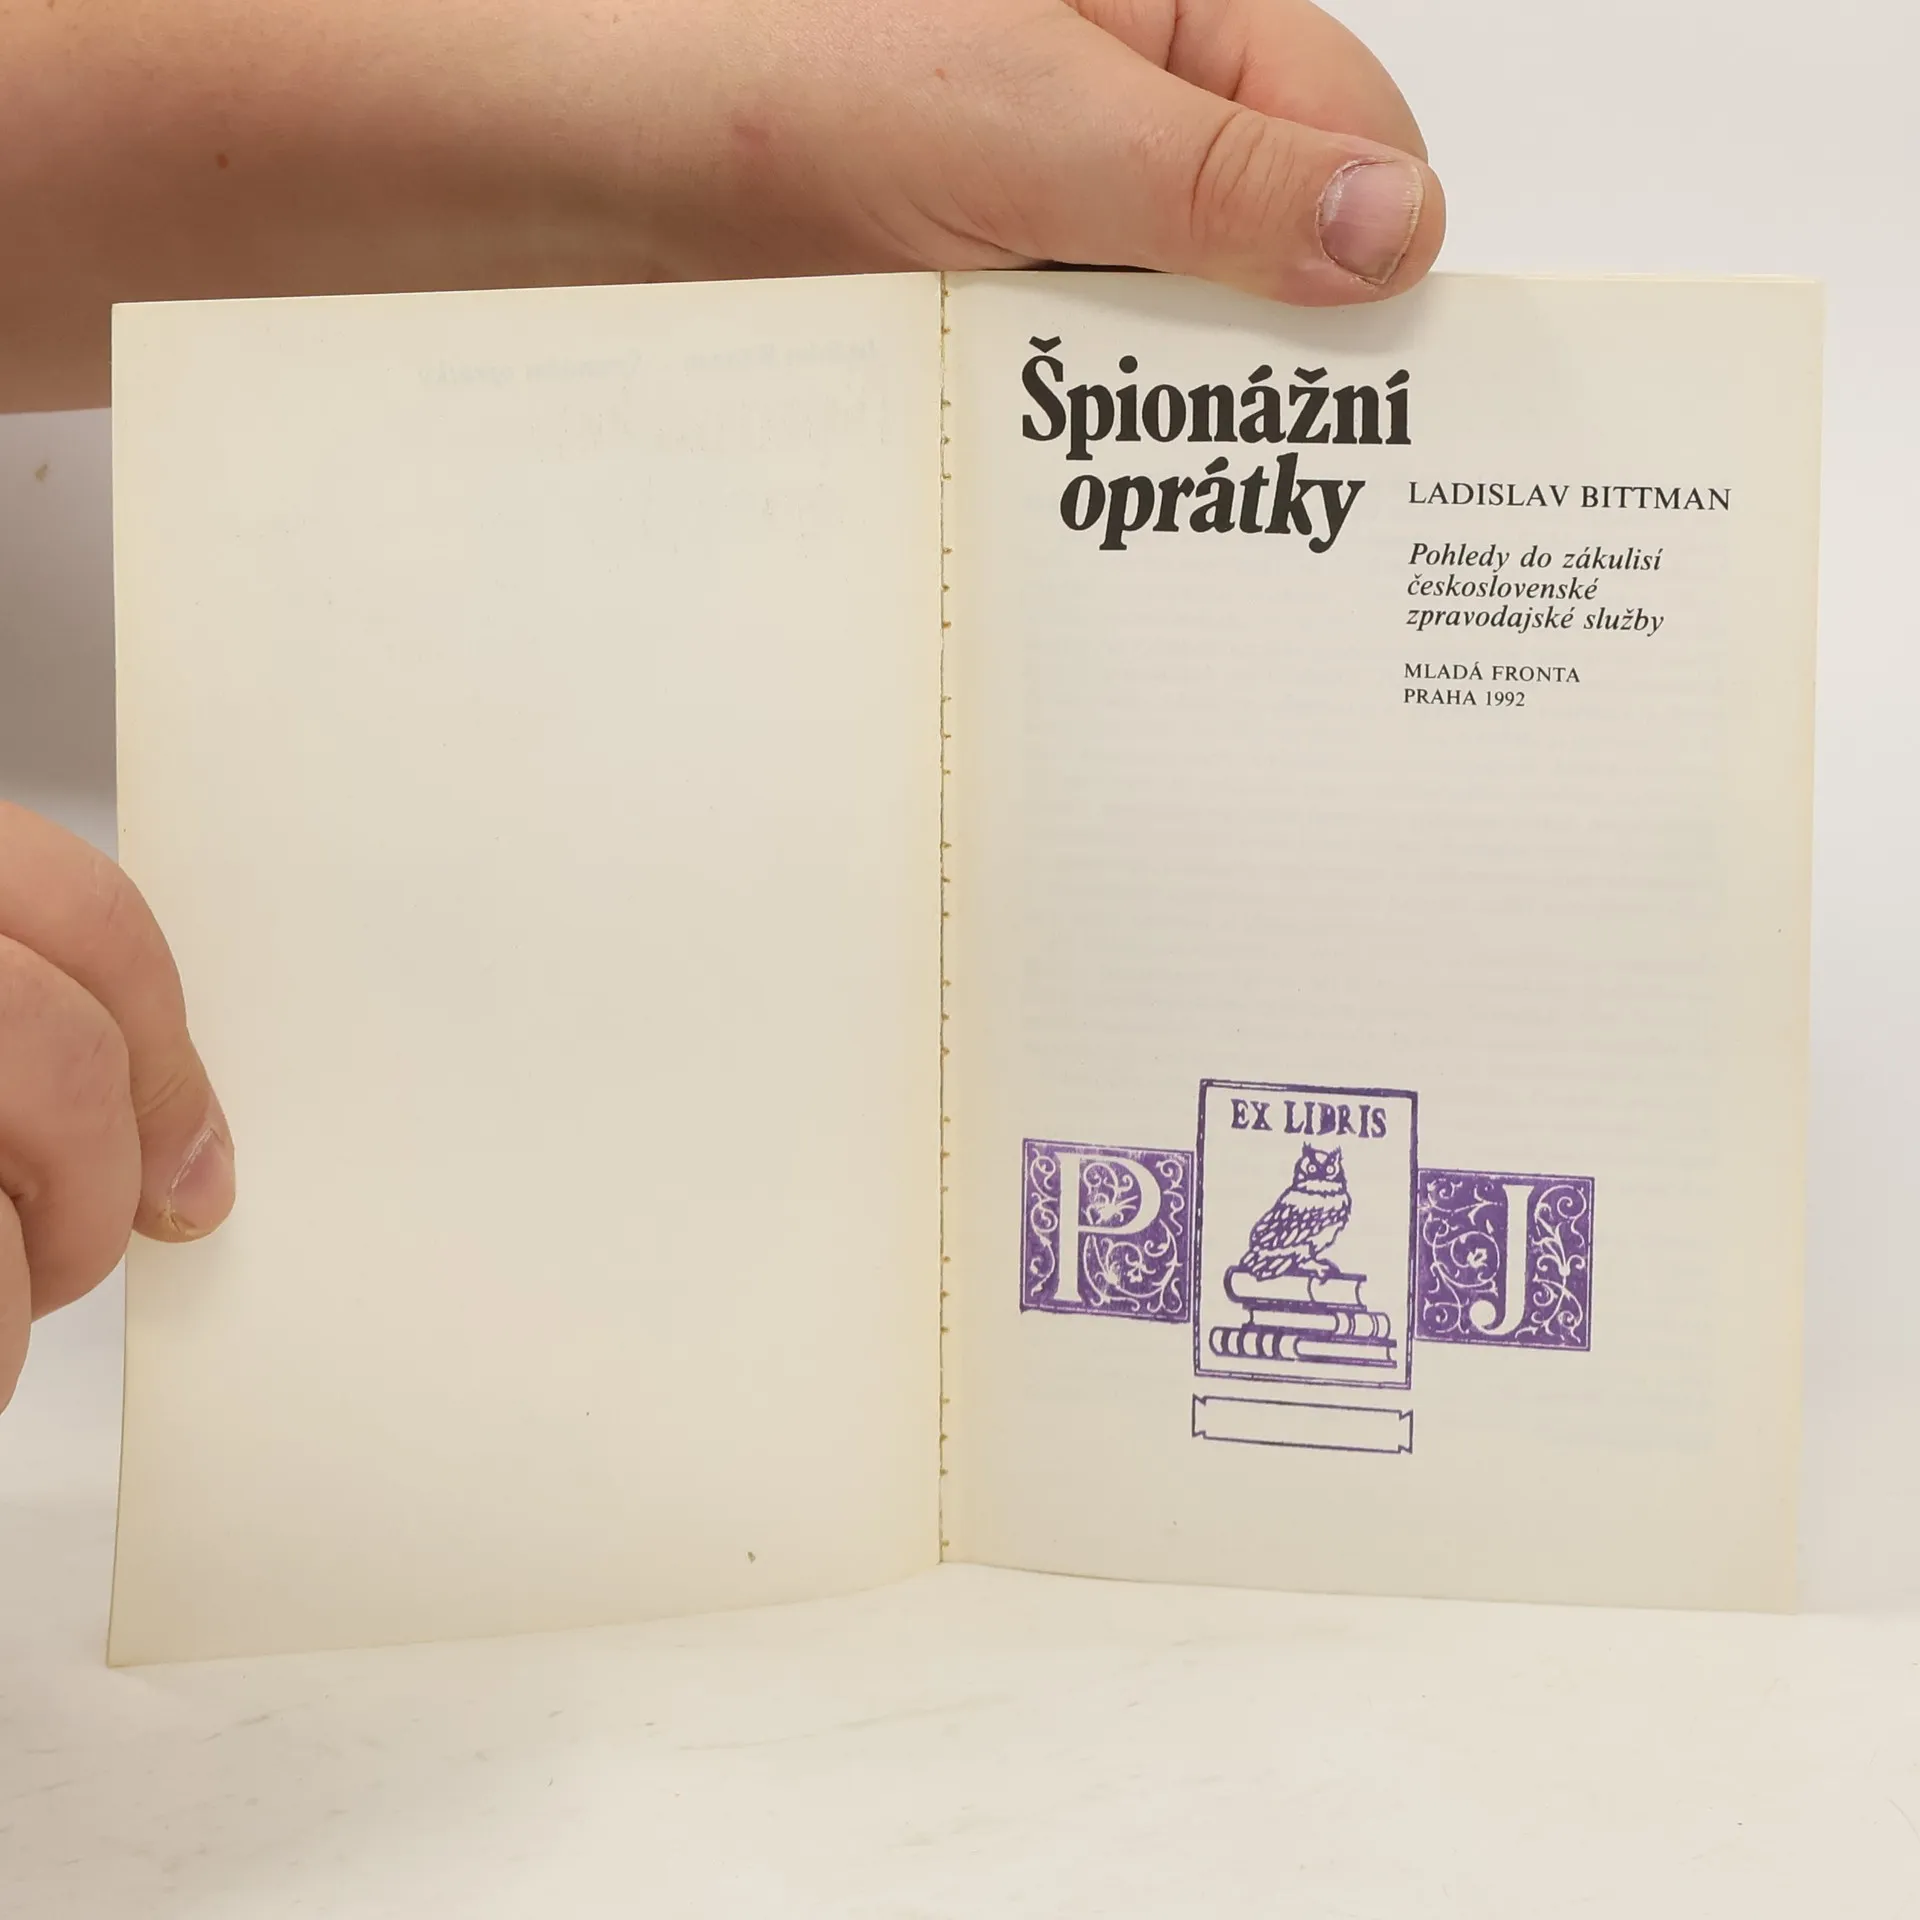 Špionážní
oprátky
LADISLAV BITTMAN
Pohledy do zákulisí
československé
zpravodajské služby
MLADÁ FRONTA
PRAHA 1992
EX LIBRIS
P
J